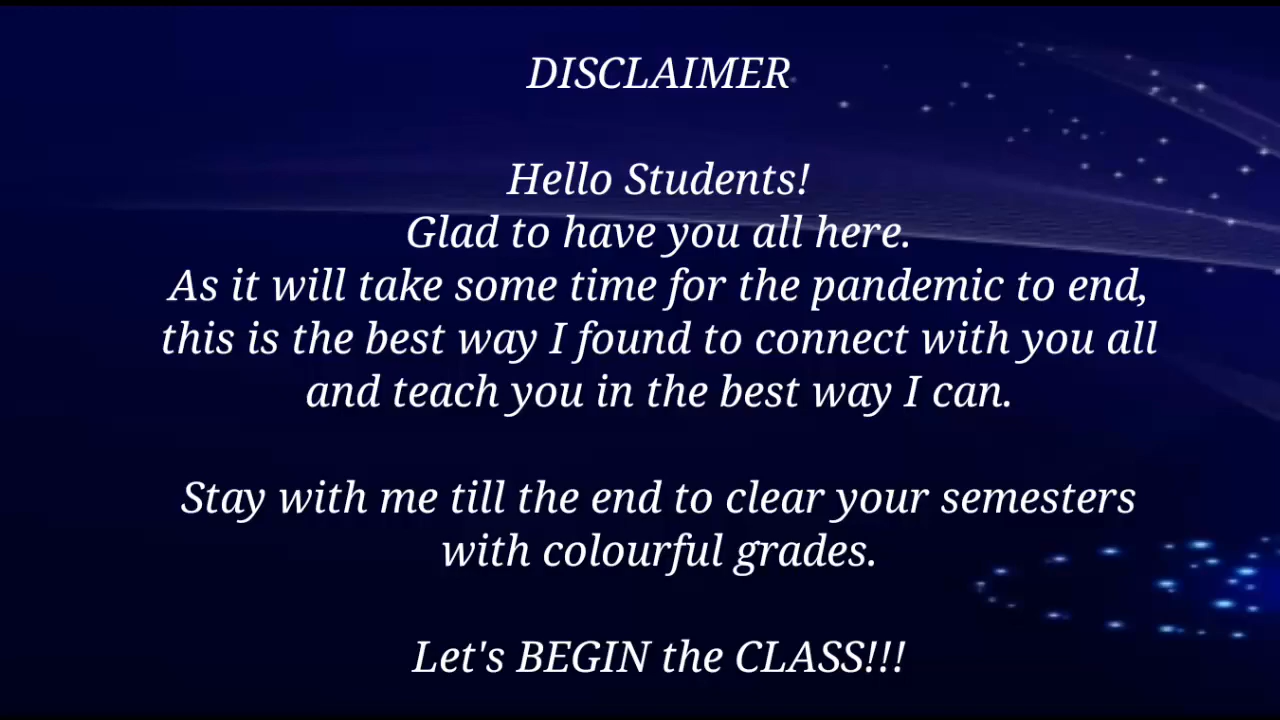 DISCLAIMER
Hello Students!
Glad to have you all here.
As it will take some time for the pandemic to end,
this is the best way I found to connect with you all
and teach you in the best way I can.
Stay with me till the end to clear your semesters
with colourful grades.
Let's BEGIN the CLASS!!!